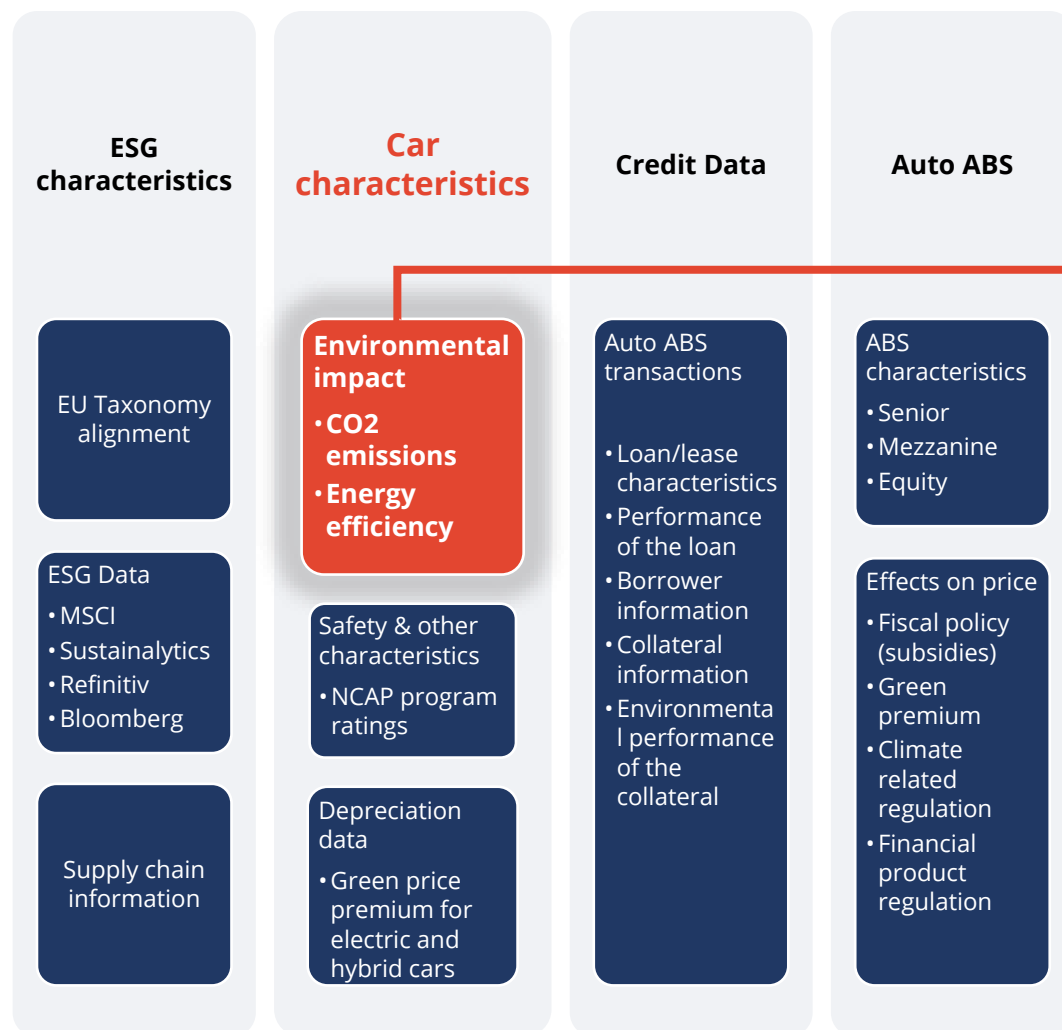 ESG
characteristics
EU Taxonomy
alignment
ESG Data
•MSCI
•Sustainalytics
•Refinitiv
•Bloomberg
Supply chain
information
Car
characteristics
Environmental
impact
•CO2
emissions
•Energy
efficiency
Safety & other
characteristics
•NCAP program
ratings
Depreciation
data
•Green price
premium for
electric and
hybrid cars
Credit Data
Auto ABS
transactions
•Loan/lease
characteristics
•Performance
of the loan
•Borrower
information
•Collateral
information
•Environmenta
l performance
of the
collateral
Auto ABS
ABS
characteristics
•Senior
•Mezzanine
•Equity
Effects on price
•Fiscal policy
(subsidies)
•Green
premium
•Climate
related
regulation
•Financial
product
regulation